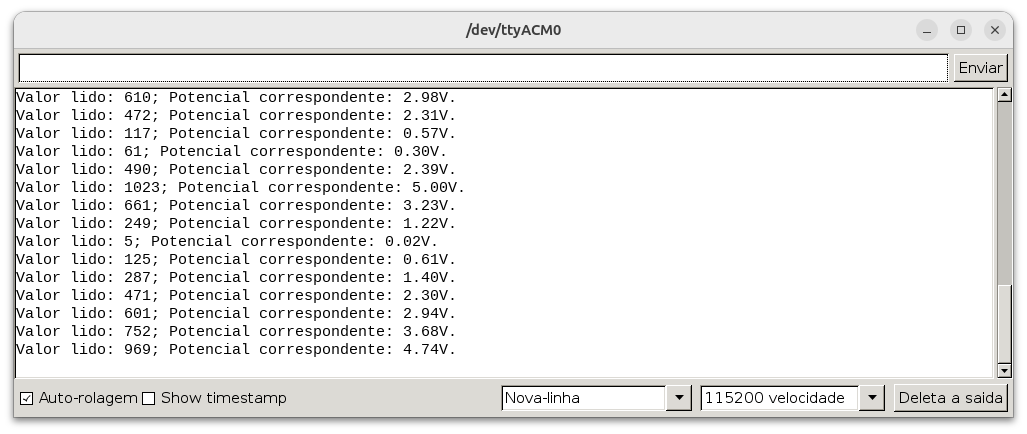 /dev/ttyACM0
Enviar
Valor lido: 610; Potencial correspondente: 2.98V.
Valor lido: 472; Potencial correspondente: 2.31V.
Valor lido: 117; Potencial correspondente: 0.57V.
Valor lido: 61; Potencial correspondente: 0.30V.
Valor lido: 490; Potencial correspondente: 2.39V.
Valor lido: 1023; Potencial correspondente: 5.00V.
Valor lido: 661; Potencial correspondente: 3.23V.
Valor lido: 249; Potencial correspondente: 1.22V.
Valor lido: 5; Potencial correspondente: 0.02V.
Valor lido: 125; Potencial correspondente: 0.61V.
Valor lido: 287; Potencial correspondente: 1.40V.
Valor lido: 471; Potencial correspondente: 2.30V.
Valor lido: 601; Potencial correspondente: 2.94V.
Valor lido: 752; Potencial correspondente: 3.68V.
Valor lido: 969; Potencial correspondente: 4.74V.
Auto-rolagem Show timestamp Nova-linha 115200 velocidade Deleta a saida